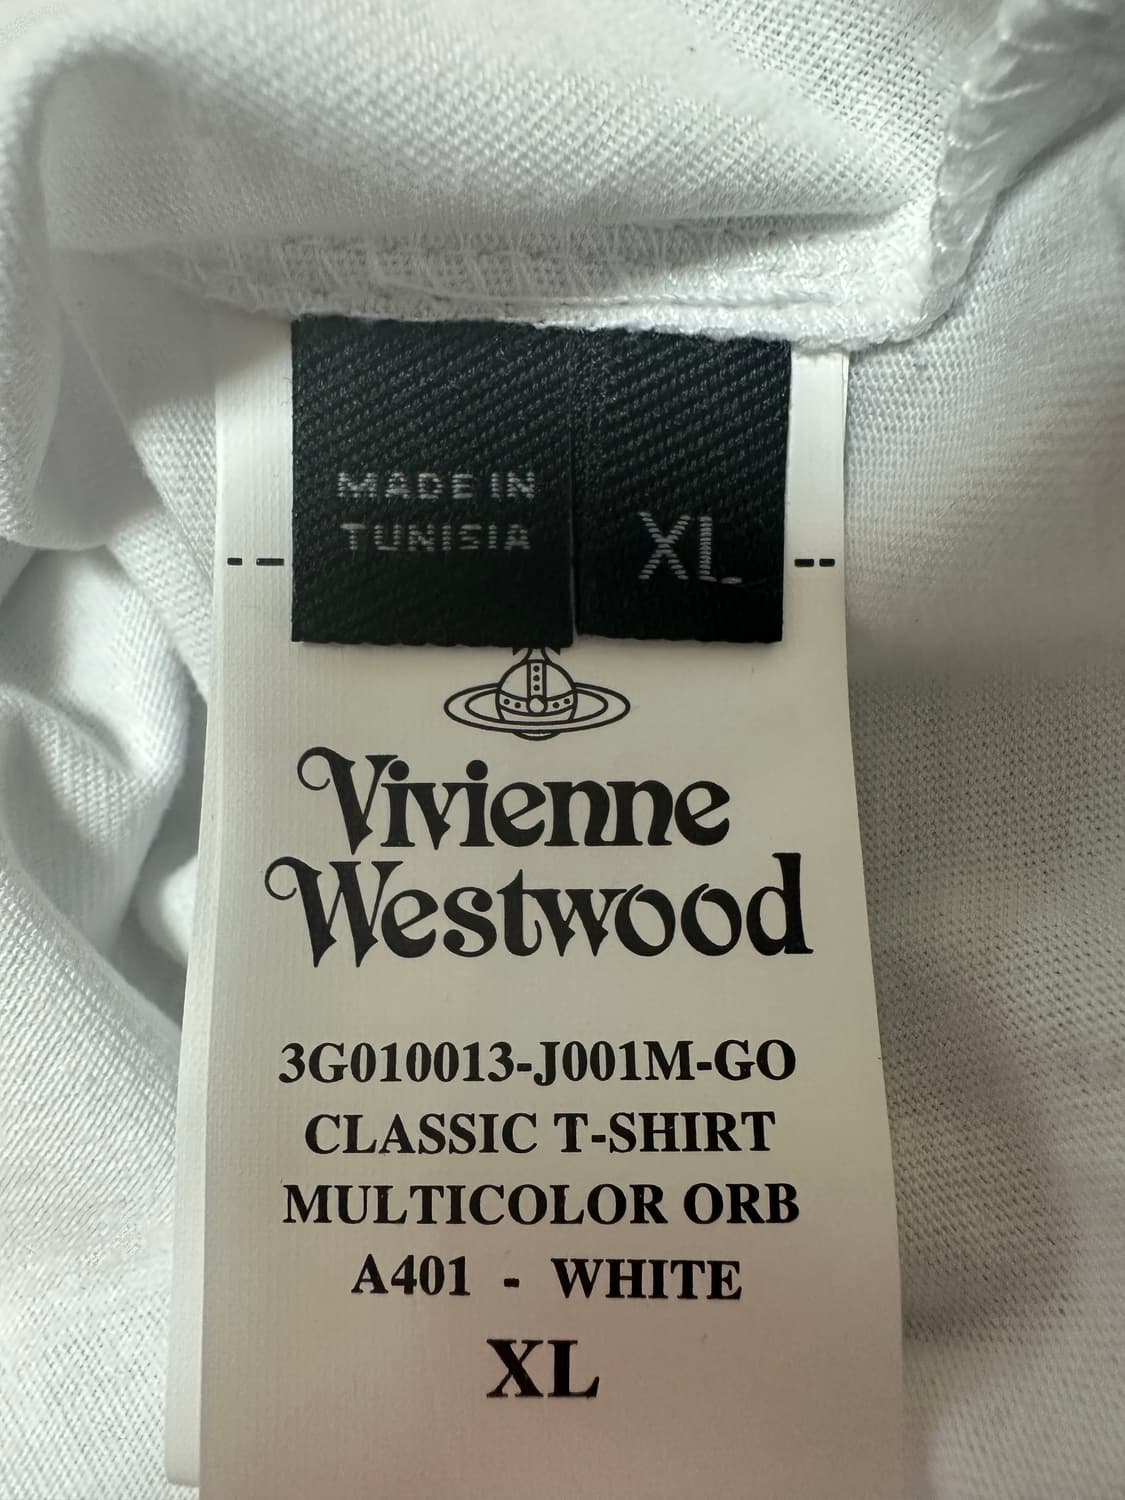 MADE IN
TUNISIA
XL
Vivienne
Westwood
3G010013-J001M-GO
CLASSIC T-SHIRT
MULTICOLOR ORB
A401 - WHITE
XL